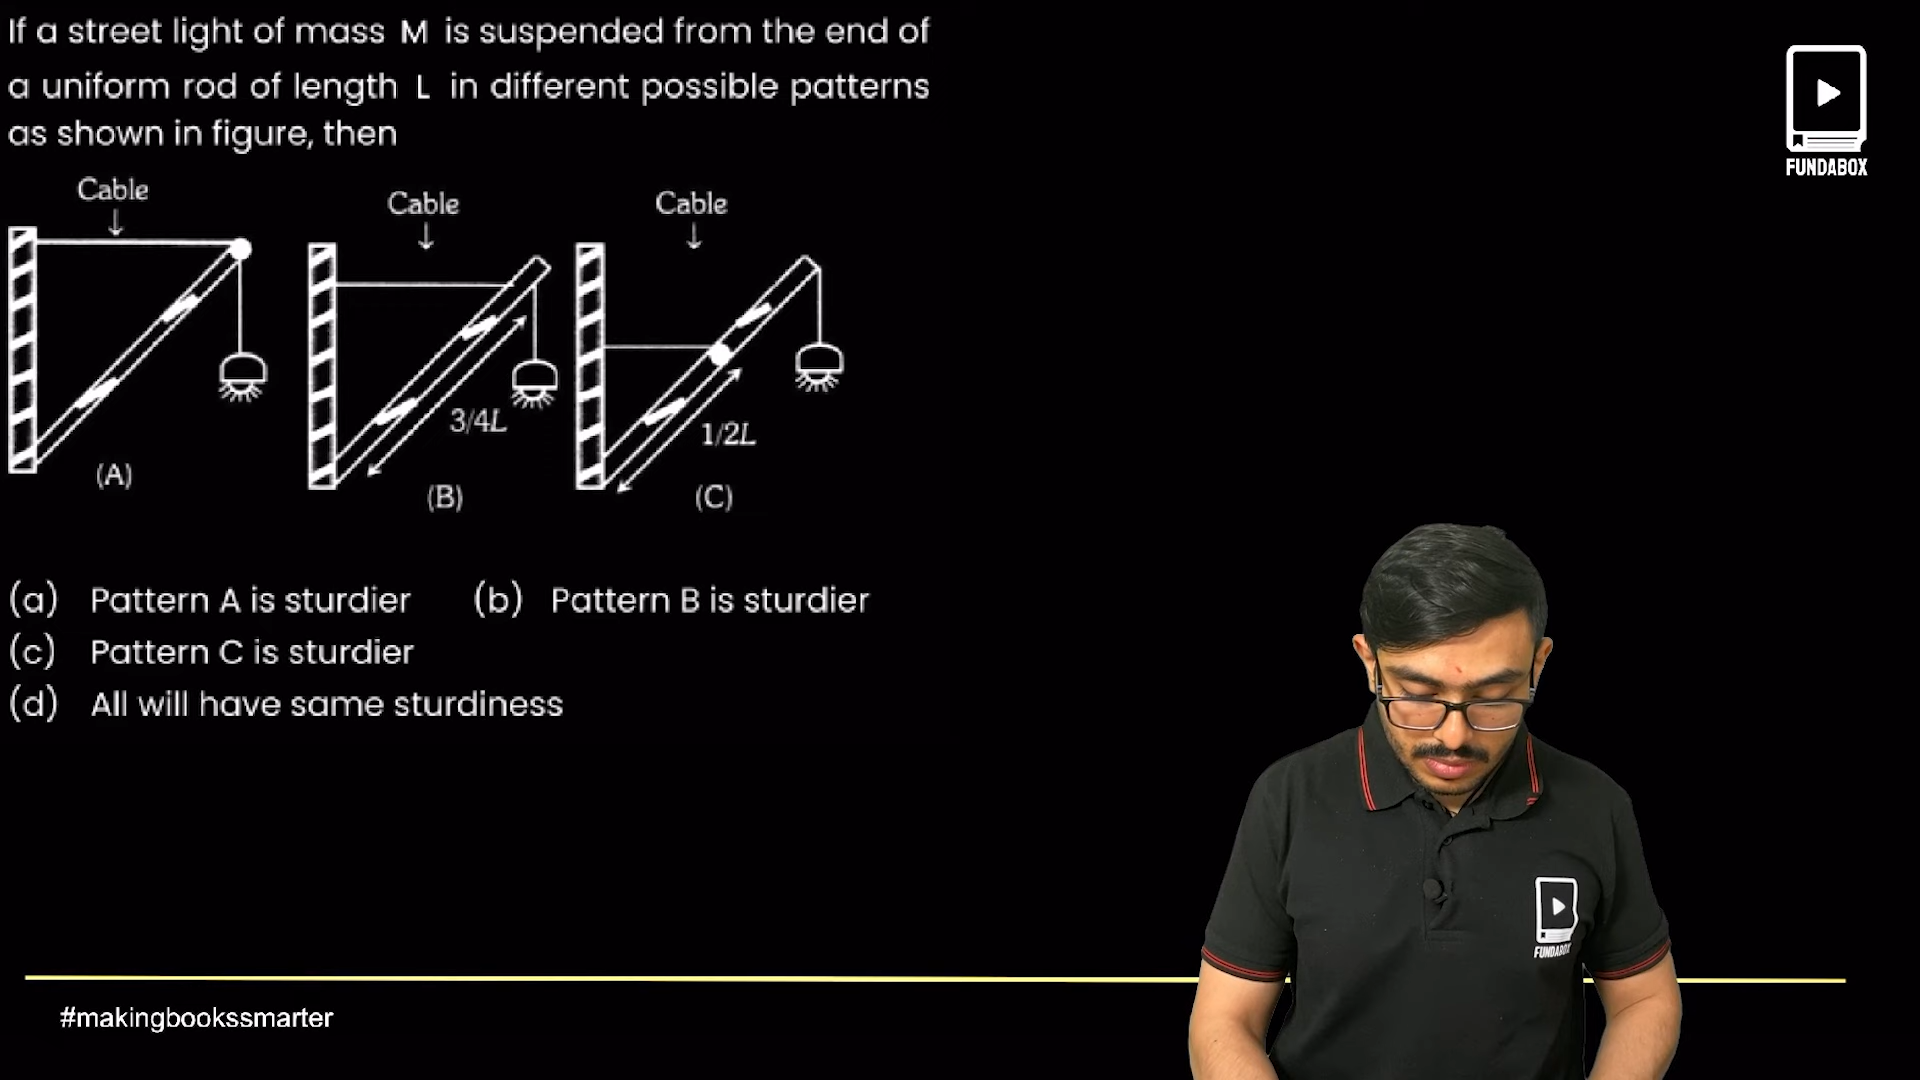 If a street light of mass M is suspended from the end of
a uniform rod of length L in different possible patterns
as shown in figure, then
FUNDABOX
Cable
Cable
Cable
3/4L
1/2L
(A)
(B)
(C)
(a) Pattern A is sturdier (b) Pattern B is sturdier
(c) Pattern C is sturdier
(d) All will have same sturdiness
FUNDABOX
#makingbookssmarter